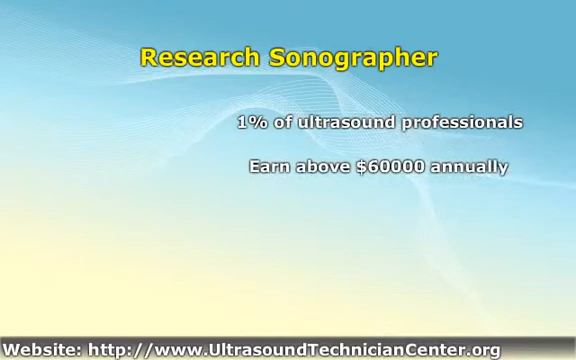 Research Sonographer
1% of ultrasound professionals
Earn above $60000 annually
Website: http://www.UltrasoundTechnicianCenter.org